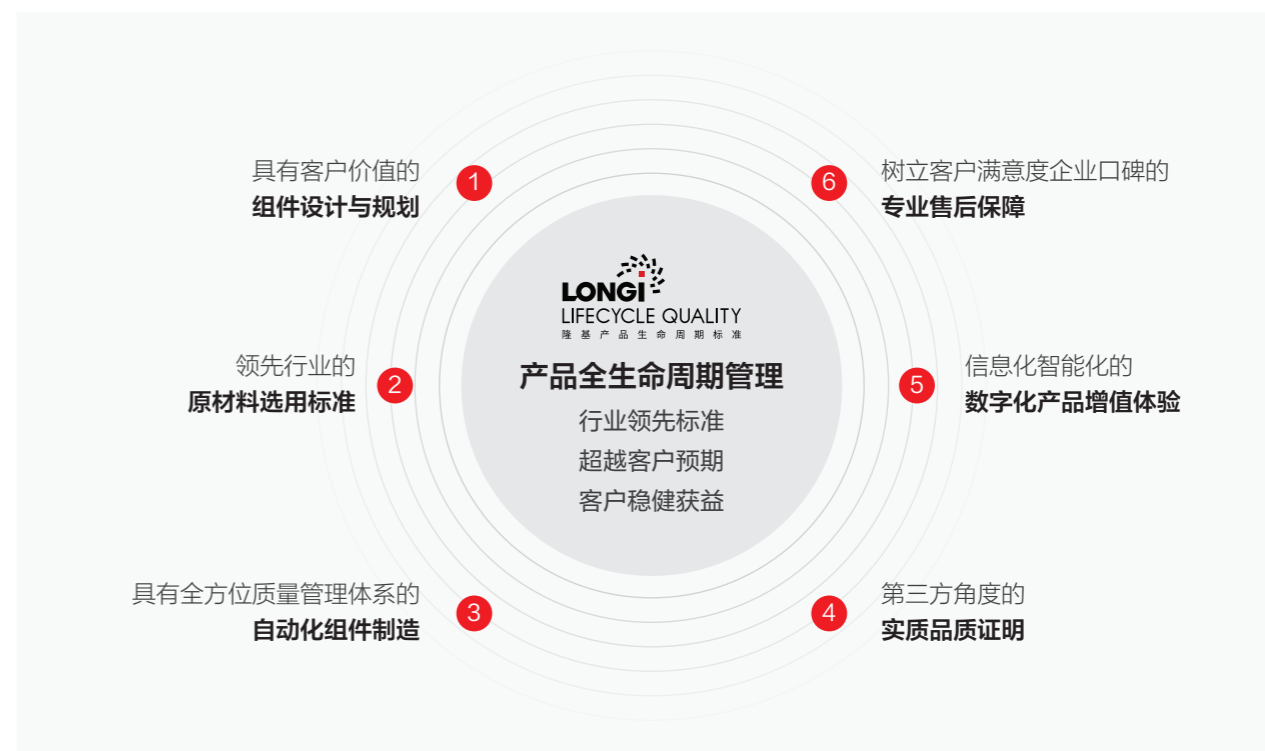 具有客户价值的
组件设计与规划
1
领先行业的
原材料选用标准
2
具有全方位质量管理体系的
自动化组件制造
3
LONGI
LIFECYCLE QUALITY
隆基产品生命周期标准
产品全生命周期管理
行业领先标准
超越客户预期
客户稳健获益
4
第三方角度的
实质品质证明
5
信息化智能化的
数字化产品增值体验
6
树立客户满意度企业口碑的
专业售后保障